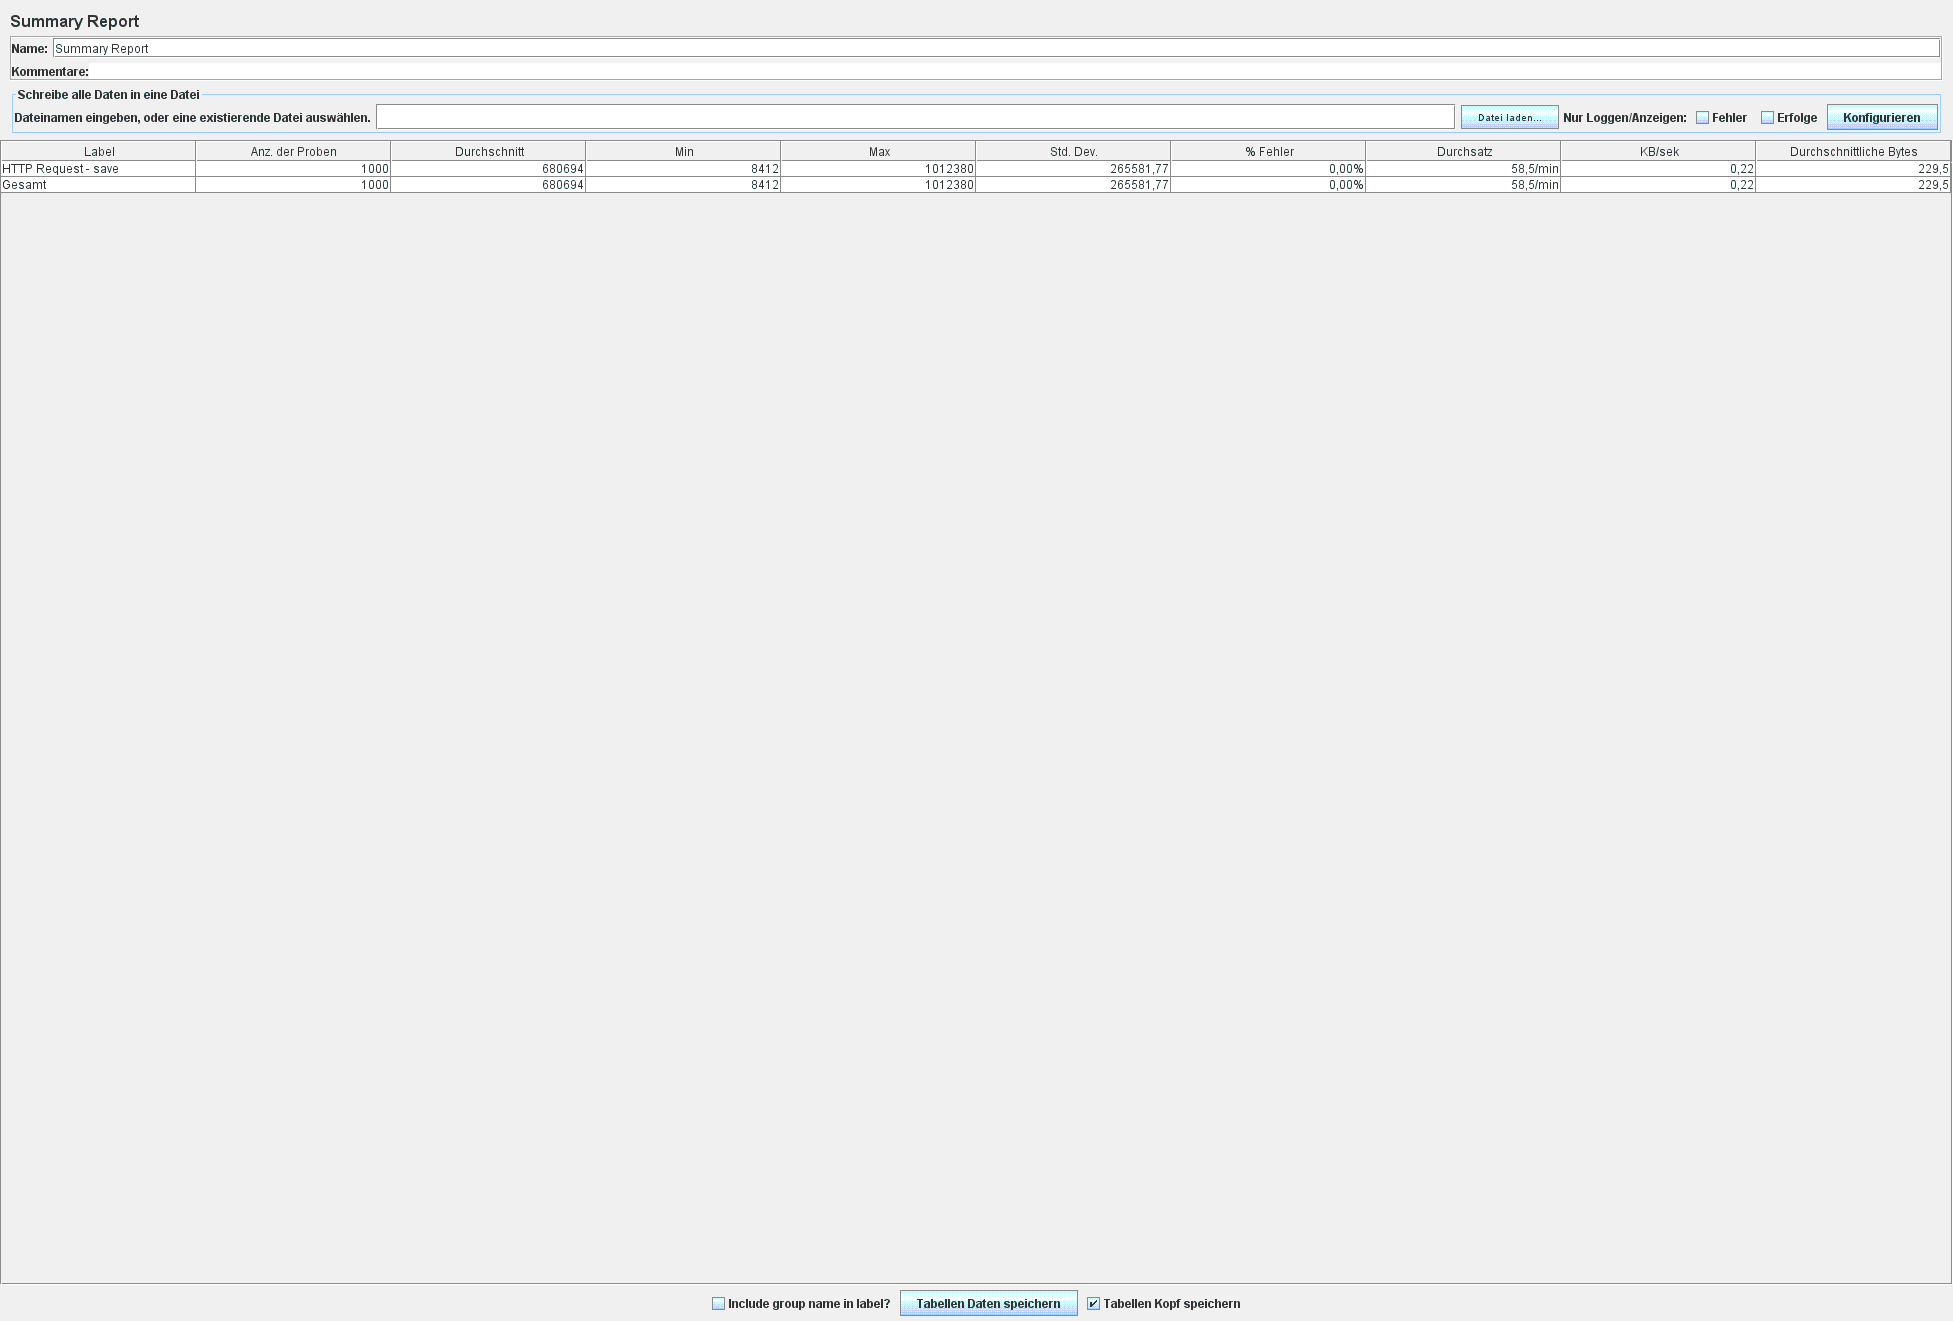 Summary Report
Name: Summary Report
Kommentare:
Schreibe alle Daten in eine Datei
Dateinamen eingeben, oder eine existierende Datei auswählen. Datei laden... Nur Loggen/Anzeigen: Fehler Erfolge Konfigurieren
Label Anz. der Proben Durchschnitt Min Max Std. Dev. % Fehler Durchsatz KB/sek Durchschnittliche Bytes
HTTP Request - save 1000 680694 8412 1012380 265581,77 0,00% 58,5/min 0,22 229,5
Gesamt 1000 680694 8412 1012380 265581,77 0,00% 58,5/min 0,22 229,5
Include group name in label? Tabellen Daten speichern Tabellen Kopf speichern